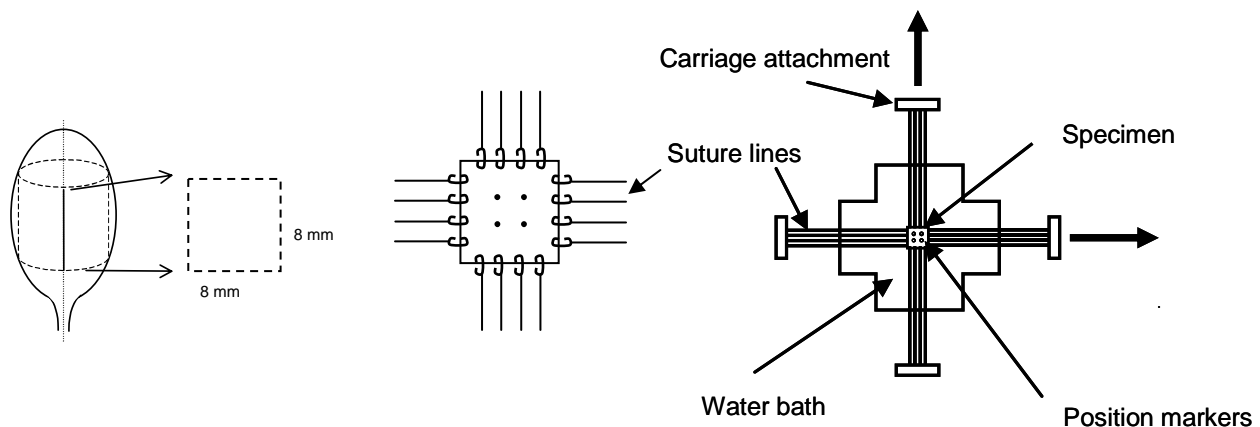 8 mm
8 mm
Suture lines
Carriage attachment
Specimen
Water bath
Position markers